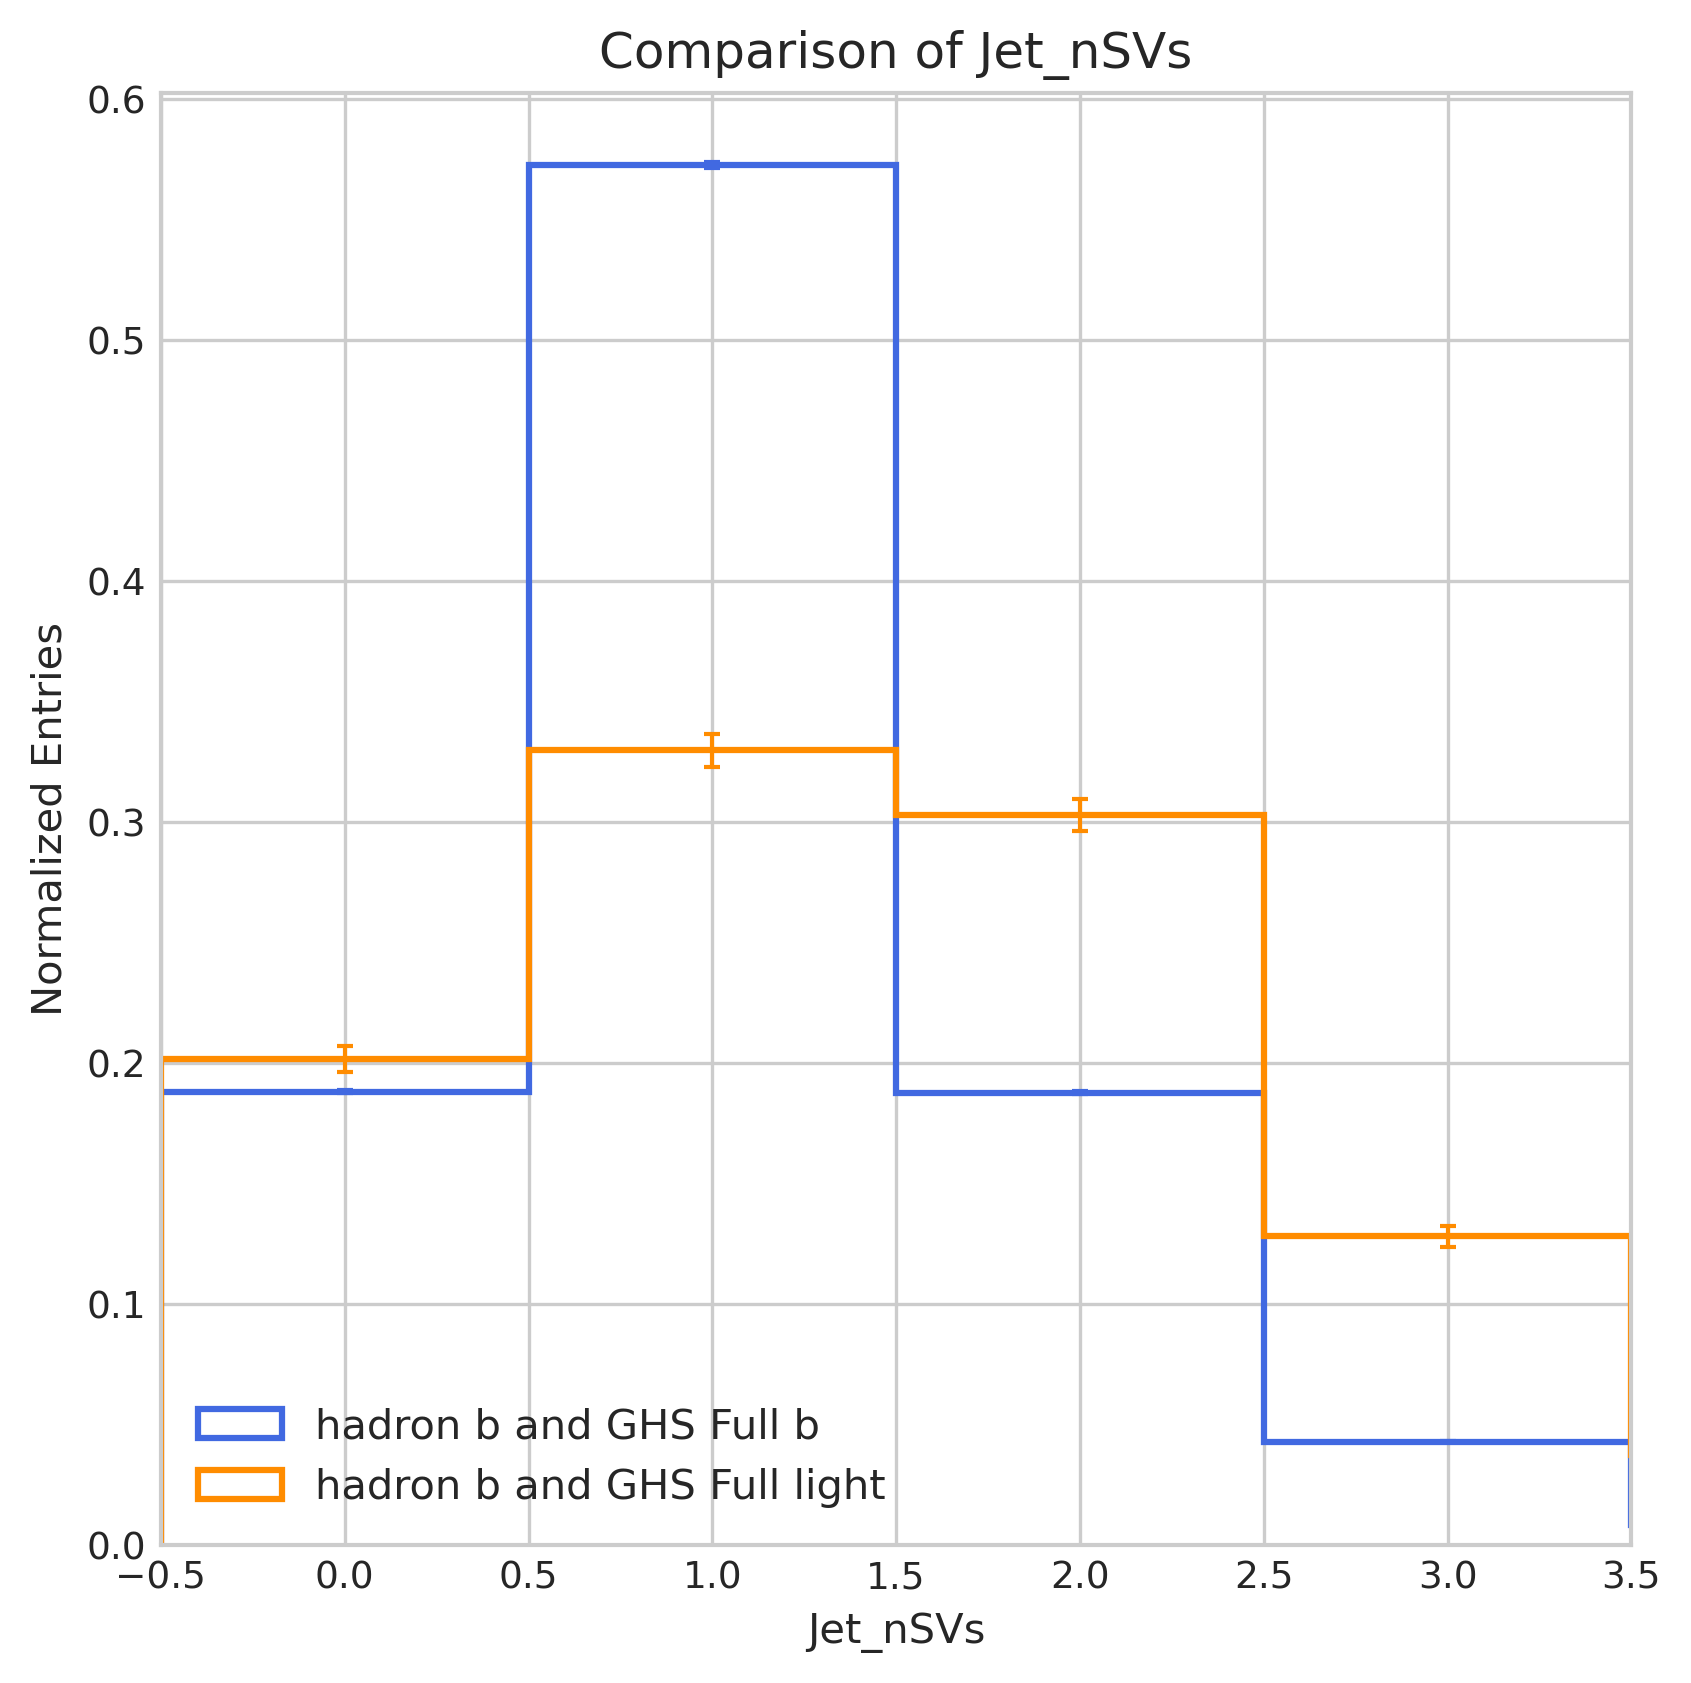 Comparison of Jet_nSVs
0.6
0.5
0.4
0.3
0.2
0.1
0.0
Normalized Entries
hadron b and GHS Full b
hadron b and GHS Full light
−0.5 0.0 0.5 1.0 1.5 2.0 2.5 3.0 3.5
Jet_nSVs